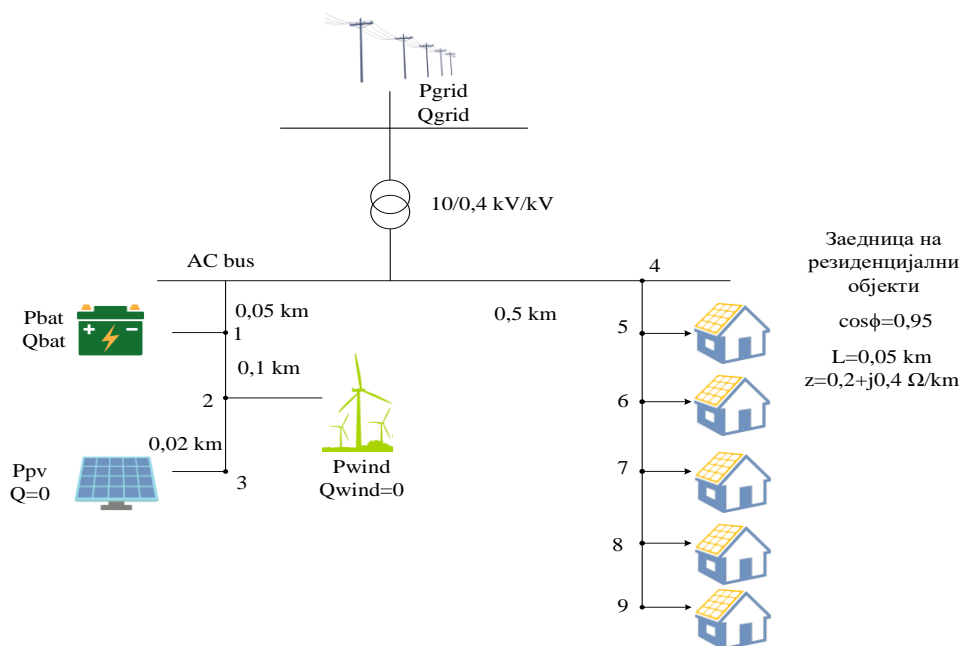 Pgrid
Qgrid
10/0,4 kV/kV
AC bus
4
Заедница на
резиденцијални
објекти
cosϕ=0,95
L=0,05 km
z=0,2+j0,4 Ω/km
Pbat
Qbat
0,05 km
1
0,5 km
5
0,1 km
2
6
0,02 km
Ppv
Q=0
3
Pwind
Qwind=0
7
8
9